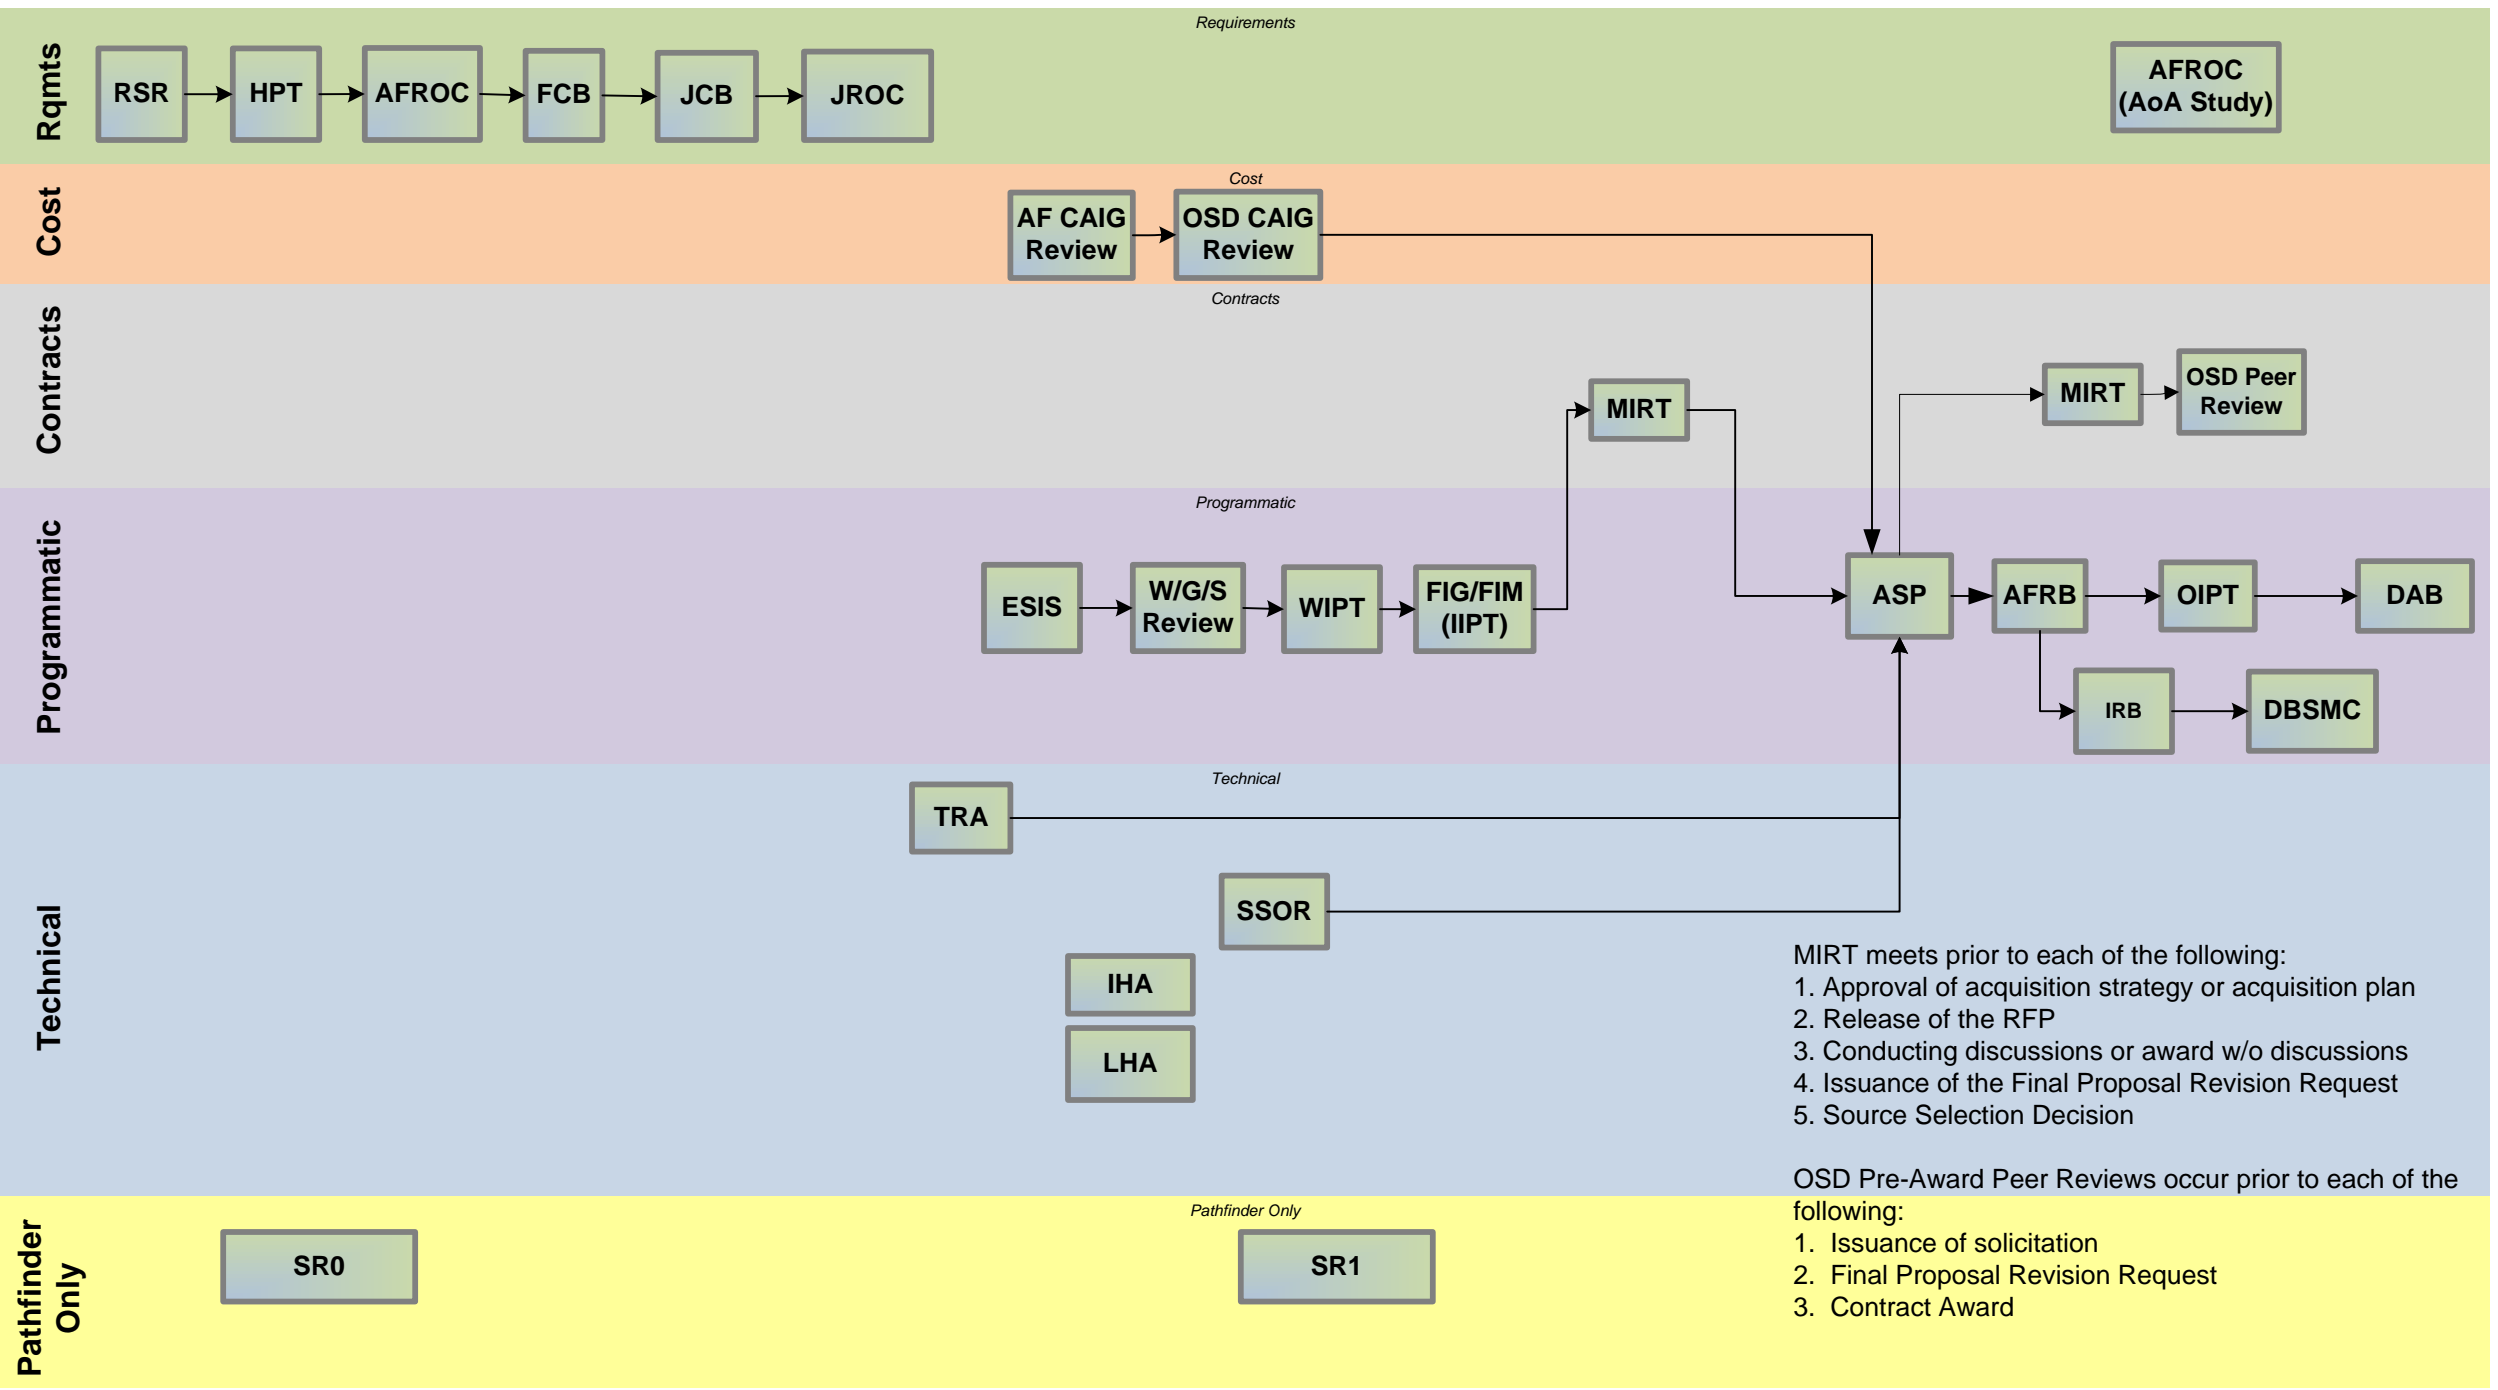 Requirements
Rqmnts
RSR
HPT
AFROC
FCB
JCB
JROC
AFROC
(AoA Study)
Cost
Cost
AF CAIG
Review
OSD CAIG
Review
Contracts
Contracts
MIRT
MIRT
OSD Peer
Review
Programmatic
Programmatic
ESIS
W/G/S
Review
WIPT
FIG/FIM
(IIPT)
ASP
AFRB
OIPT
DAB
IRB
DBSMC
Technical
Technical
TRA
SSOR
IHA
LHA
MIRT meets prior to each of the following:
1. Approval of acquisition strategy or acquisition plan
2. Release of the RFP
3. Conducting discussions or award w/o discussions
4. Issuance of the Final Proposal Revision Request
5. Source Selection Decision
OSD Pre-Award Peer Reviews occur prior to each of the
following:
1. Issuance of solicitation
2. Final Proposal Revision Request
3. Contract Award
Pathfinder Only
Pathfinder
Only
SR0
SR1